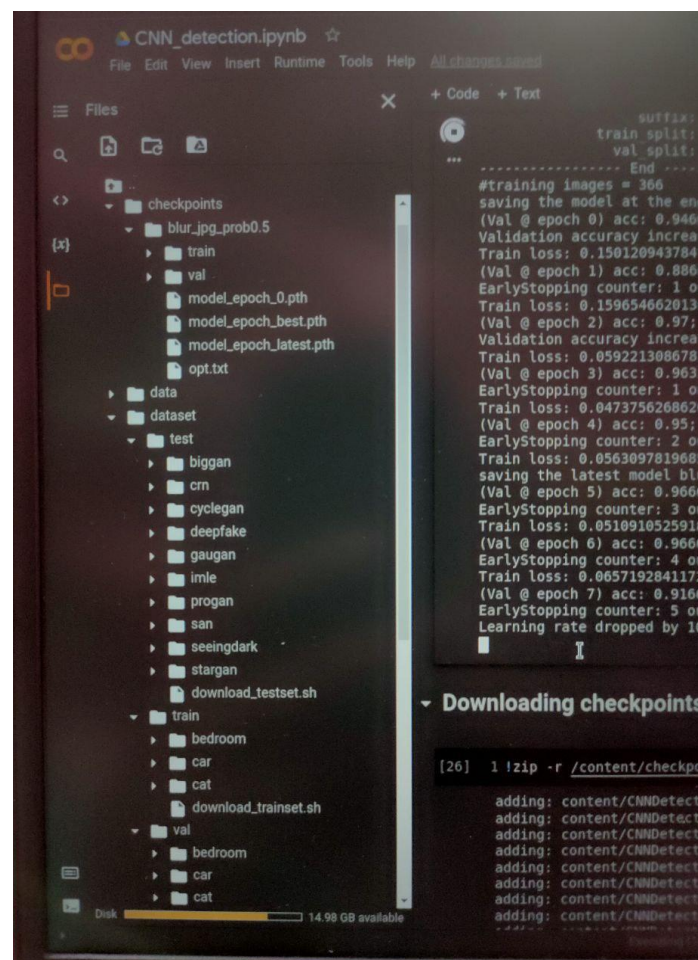 CNN_detection.ipynb
File Edit View Insert Runtime Tools Help All changes saved
Files
+ Code + Text
{x}
..
checkpoints
blur_jpg_prob0.5
train
val
model_epoch_0.pth
model_epoch_best.pth
model_epoch_latest.pth
opt.txt
data
dataset
test
biggan
crn
cyclegan
deepfake
gaugan
imle
progan
san
seeingdark
stargan
download_testset.sh
train
bedroom
car
cat
download_trainset.sh
val
bedroom
car
cat
Disk 14.98 GB available
suffix:
train_split:
val_split:
---------------- End ----
#training images = 366
saving the model at the en
(Val @ epoch 0) acc: 0.946
Validation accuracy increa
Train loss: 0.150120943784
(Val @ epoch 1) acc: 0.886
EarlyStopping counter: 1 o
Train loss: 0.159654662013
(Val @ epoch 2) acc: 0.97;
Validation accuracy increa
Train loss: 0.059221308678
(Val @ epoch 3) acc: 0.963
EarlyStopping counter: 1 o
Train loss: 0.047375626862
(Val @ epoch 4) acc: 0.95;
EarlyStopping counter: 2 o
Train loss: 0.056309781968
saving the latest model bl
(Val @ epoch 5) acc: 0.966
EarlyStopping counter: 3 o
Train loss: 0.051091052591
(Val @ epoch 6) acc: 0.966
EarlyStopping counter: 4 o
Train loss: 0.065719284117
(Val @ epoch 7) acc: 0.916
EarlyStopping counter: 5 o
Learning rate dropped by 10
Downloading checkpoints
[26] 1 !zip -r /content/checkpo
adding: content/CNNDetect
adding: content/CNNDetect
adding: content/CNNDetect
adding: content/CNNDetect
adding: content/CNNDetect
adding: content/CNNDetect
adding: content/CNNDetect